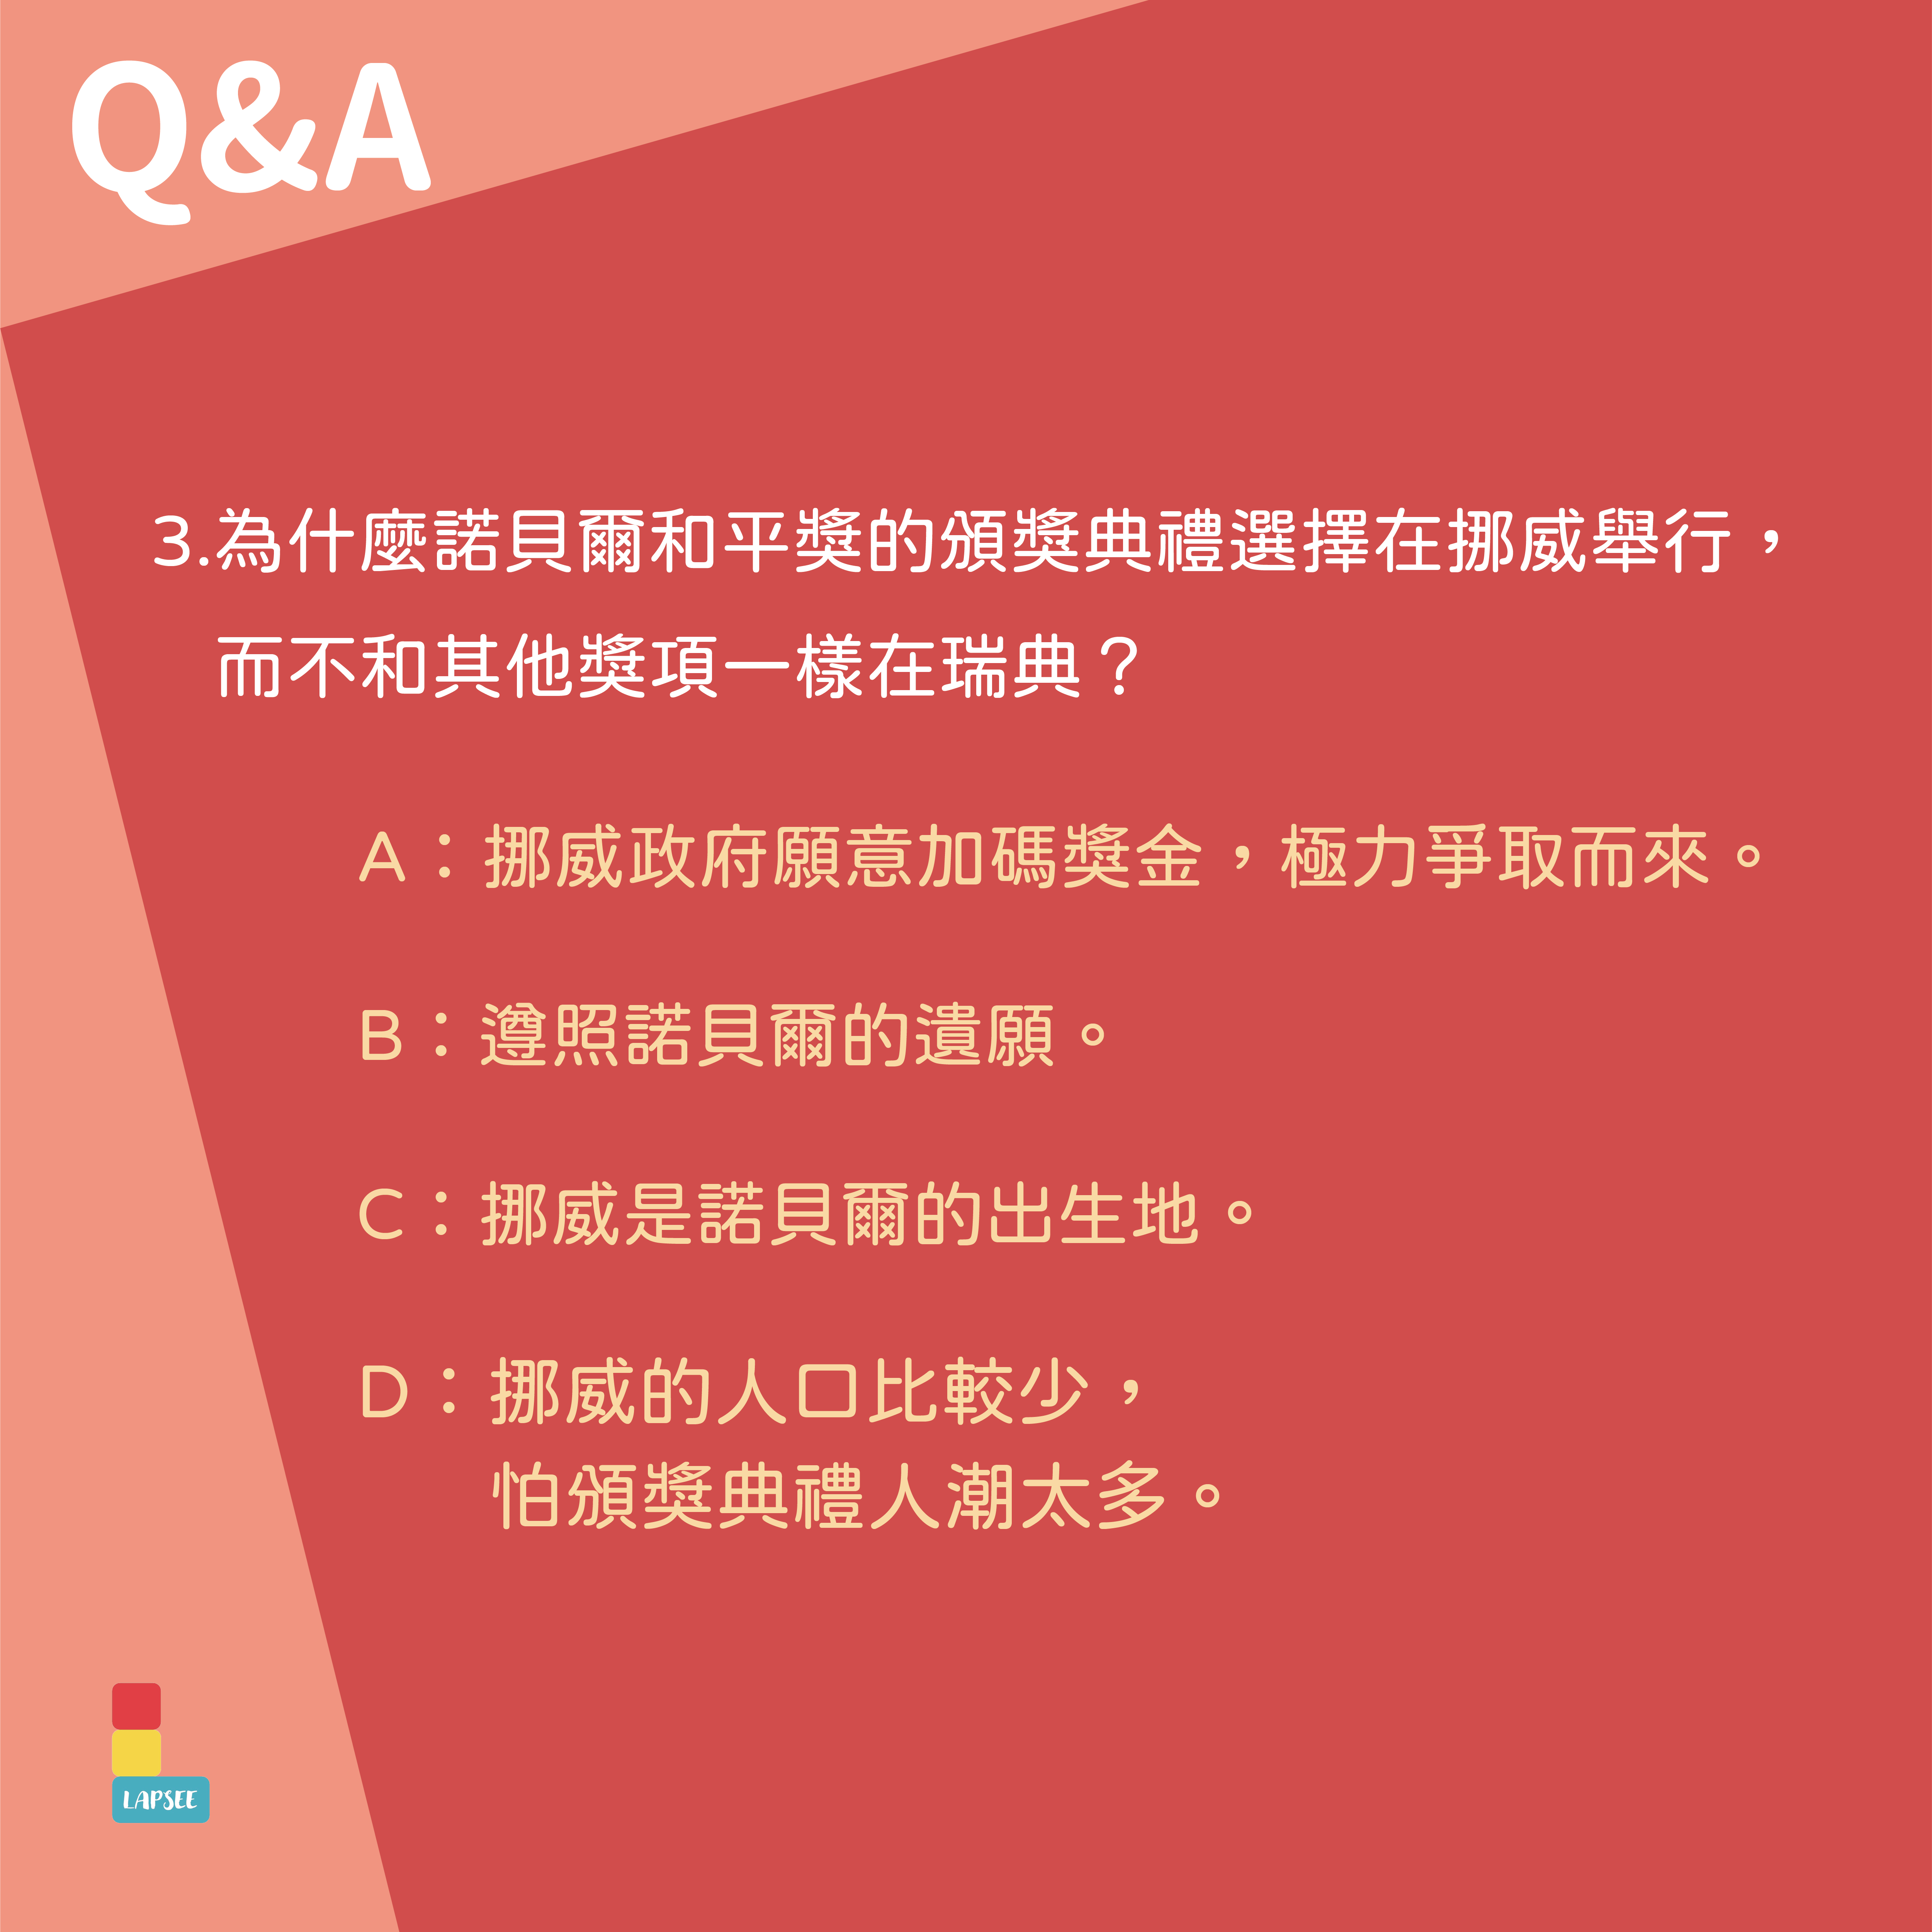 Q&A
3.為什麼諾貝爾和平獎的頒獎典禮選擇在挪威舉行，
而不和其他獎項一樣在瑞典？
A：挪威政府願意加碼獎金，極力爭取而來。
B：遵照諾貝爾的遺願。
C：挪威是諾貝爾的出生地。
D：挪威的人口比較少，
怕頒獎典禮人潮太多。
LAPSEE